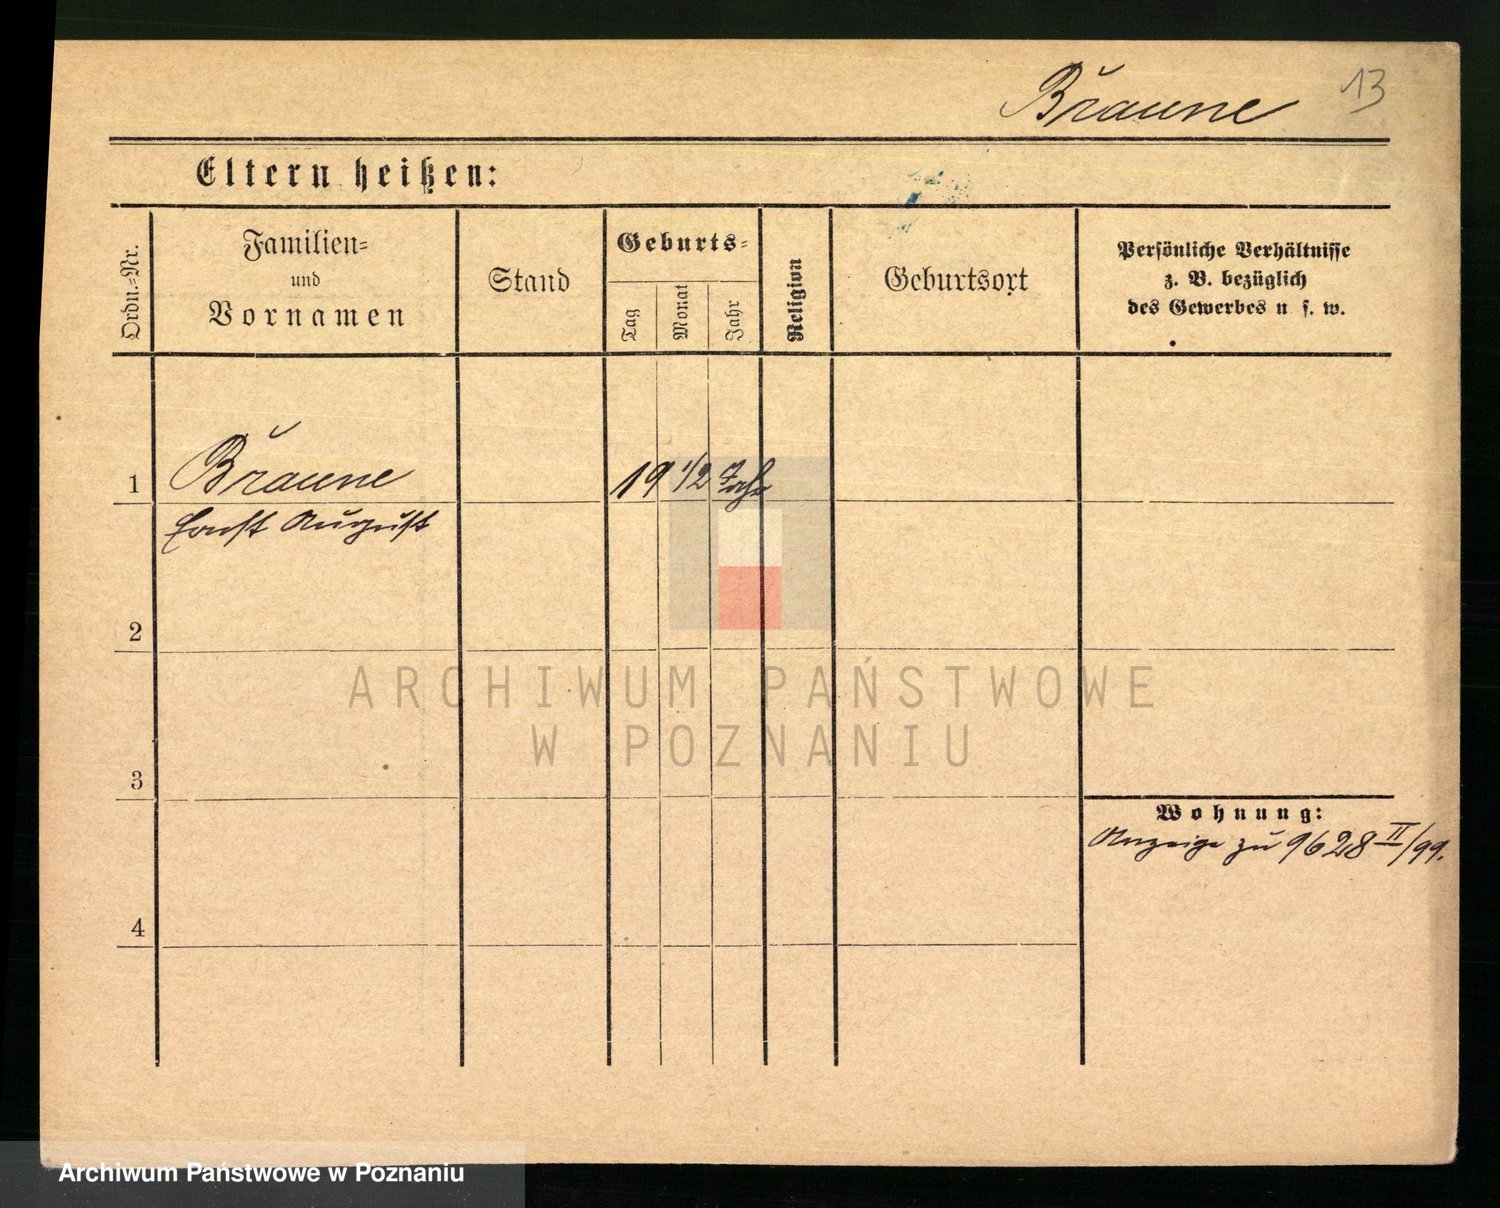 Braune 13
Eltern heißen:
Ordn.-Nr.
Familien-
und
Vornamen
Stand
Geburts-
Tag
Monat
Jahr
Religion
Geburtsort
Persönliche Verhältnisse
z. B. bezüglich
des Gewerbes u s. w.
1 Braune 19 1/2 Jahr
Ernst August
2
ARCHIWUM PAŃSTWOWE
W POZNANIU
3
Wohnung:
Anzeige zu 9628 II/99.
4
Archiwum Państwowe w Poznaniu